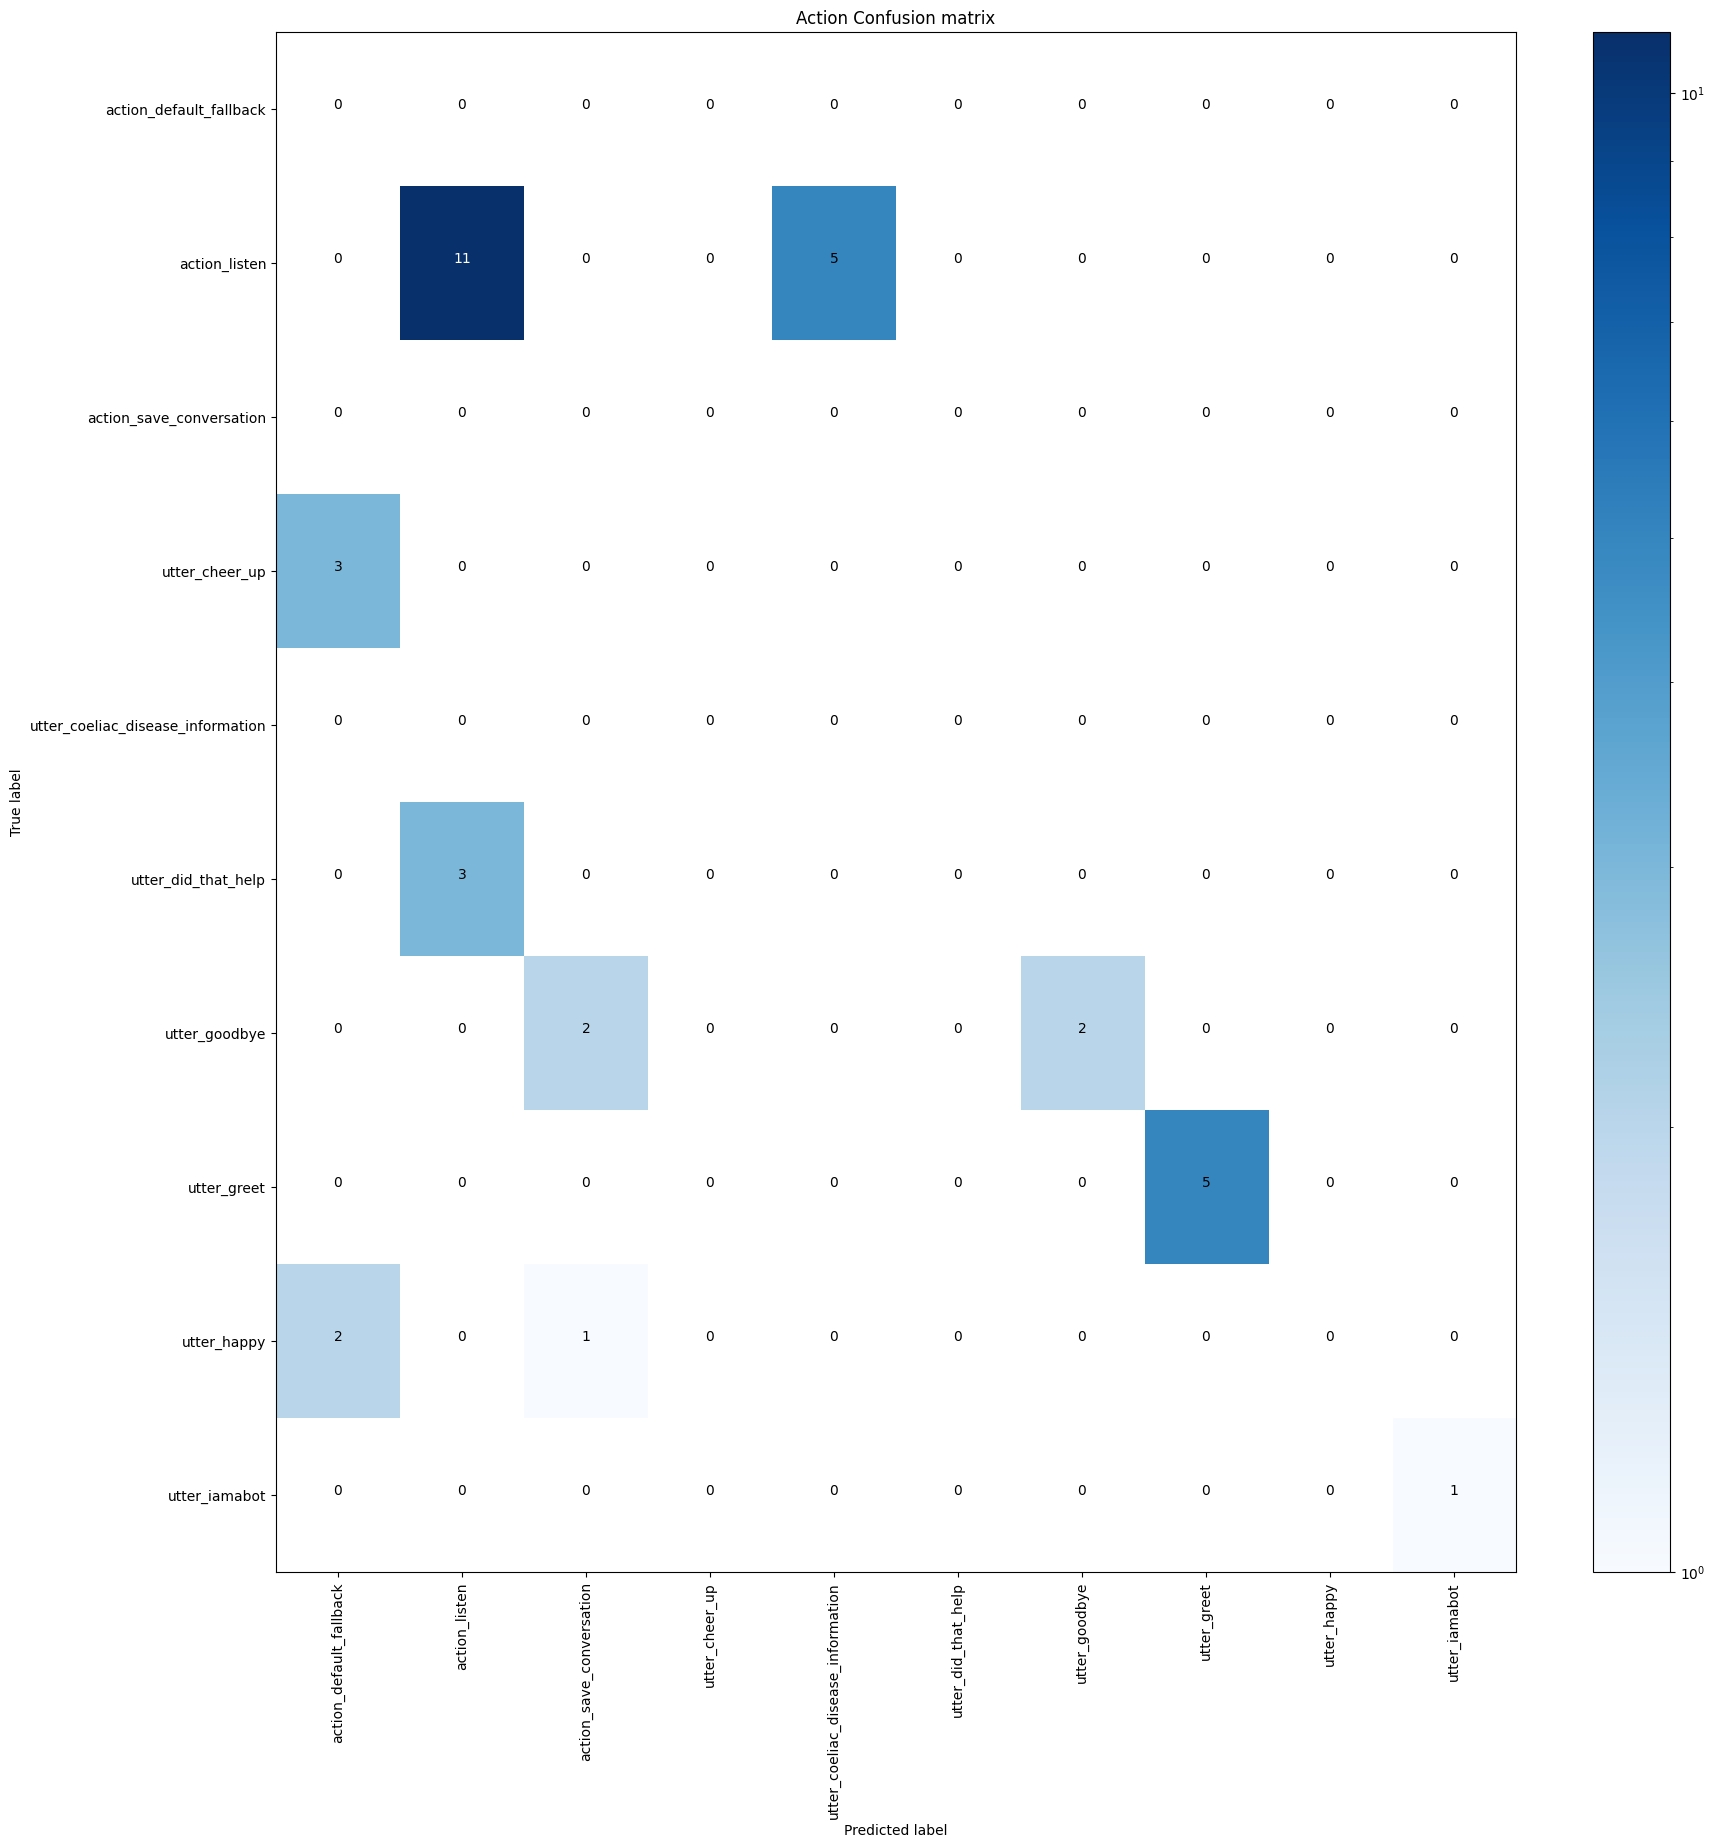 Action Confusion matrix
action_default_fallback 0 0 0 0 0 0 0 0 0 0
action_listen 0 11 0 0 5 0 0 0 0 0
action_save_conversation 0 0 0 0 0 0 0 0 0 0
utter_cheer_up 3 0 0 0 0 0 0 0 0 0
utter_coeliac_disease_information 0 0 0 0 0 0 0 0 0 0
utter_did_that_help 0 3 0 0 0 0 0 0 0 0
utter_goodbye 0 0 2 0 0 0 2 0 0 0
utter_greet 0 0 0 0 0 0 0 5 0 0
utter_happy 2 0 1 0 0 0 0 0 0 0
utter_iamabot 0 0 0 0 0 0 0 0 0 1
True label
action_default_fallback
action_listen
action_save_conversation
utter_cheer_up
utter_coeliac_disease_information
utter_did_that_help
utter_goodbye
utter_greet
utter_happy
utter_iamabot
Predicted label
10¹
10⁰